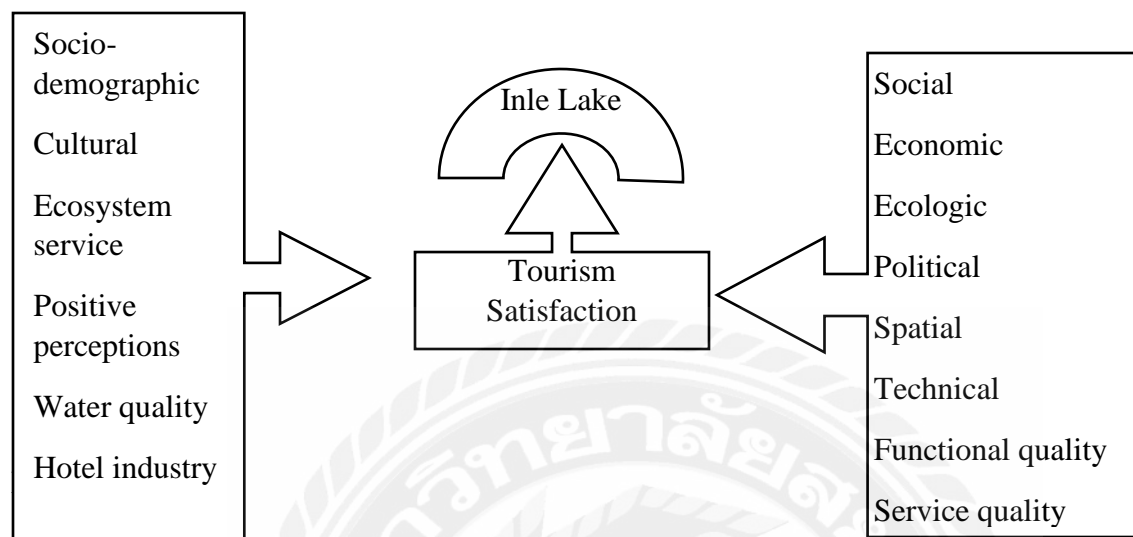 Socio-
demographic
Cultural
Ecosystem
service
Positive
perceptions
Water quality
Hotel industry
Inle Lake
Tourism
Satisfaction
Social
Economic
Ecologic
Political
Spatial
Technical
Functional quality
Service quality